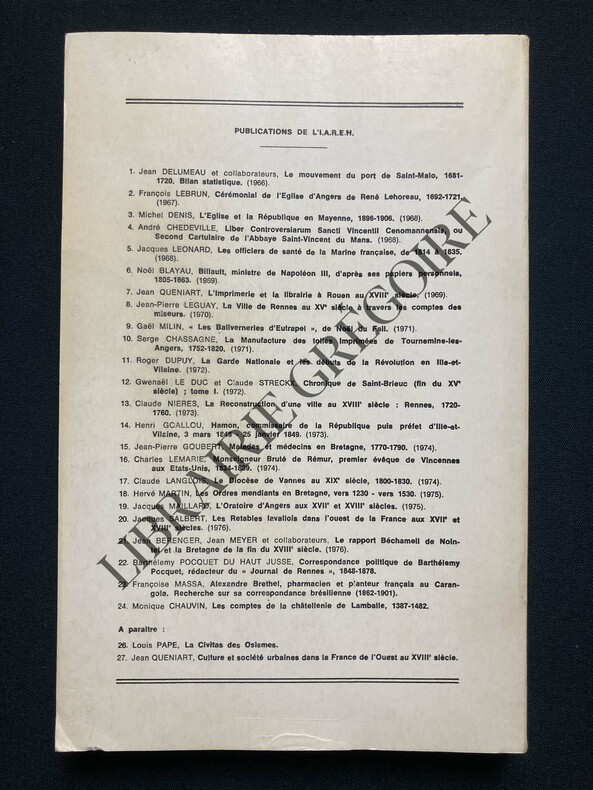 PUBLICATIONS DE L'I.A.R.E.H.
1. Jean DELUMEAU et collaborateurs, Le mouvement du port de Saint-Malo, 1681-
1720. Bilan statistique. (1966).
2. François LEBRUN, Cérémonial de l'Eglise d'Angers de René Lehoreau, 1692-1721.
(1967).
3. Michel DENIS, L'Eglise et la République en Mayenne, 1896-1906. (1968).
4. André CHEDEVILLE, Liber Controversiarum Sancti Vincentii Cenomannensis, ou
Second Cartulaire de l'Abbaye Saint-Vincent du Mans. (1968).
5. Jacques LEONARD, Les officiers de santé de la Marine française, de 1814 à 1835.
(1968).
6. Noël BLAYAU, Billault, ministre de Napoléon III, d'après ses papiers personnels,
1805-1863. (1969).
7. Jean QUENIART, L'Imprimerie et la librairie à Rouen au XVIIIᵉ siècle. (1969).
8. Jean-Pierre LEGUAY, La Ville de Rennes au XVᵉ siècle à travers les comptes des
miseurs. (1970).
9. Gaël MILIN, « Les Baliverneries d'Eutrapel », de Noël du Fail. (1971).
10. Serge CHASSAGNE, La Manufacture des toiles imprimées de Tournemine-les-
Angers, 1752-1820. (1971).
11. Roger DUPUY, La Garde Nationale et les débuts de la Révolution en Ille-et-
Vilaine. (1972).
12. Gwenaël LE DUC et Claude STRECKX, Chronique de Saint-Brieuc (fin du XVᵉ
siècle) ; tome I. (1972).
13. Claude NIERES, La Reconstruction d'une ville au XVIIIᵉ siècle : Rennes, 1720-
1760. (1973).
14. Henri GCALLOU, Hamon, commissaire de la République puis préfet d'Ille-et-
Vilaine, 3 mars 1848 - 25 janvier 1849. (1973).
15. Jean-Pierre GOUBERT, Malades et médecins en Bretagne, 1770-1790. (1974).
16. Charles LEMARIE, Monseigneur Bruté de Rémur, premier évêque de Vincennes
aux Etats-Unis, 1834-1839. (1974).
17. Claude LANGLOIS, Le Diocèse de Vannes au XIXᵉ siècle, 1800-1830. (1974).
18. Hervé MARTIN, Les Ordres mendiants en Bretagne, vers 1230 - vers 1530. (1975).
19. Jacques MAILLARD, L'Oratoire d'Angers aux XVIIᵉ et XVIIIᵉ siècles. (1975).
20. Jacques SALBERT, Les Retables lavallois dans l'ouest de la France aux XVIIᵉ et
XVIIIᵉ siècles. (1976).
21. Jean BERENGER, Jean MEYER et collaborateurs, Le rapport Béchameil de Noin-
tel et la Bretagne de la fin du XVIIIᵉ siècle. (1976).
22. Barthélémy POCQUET DU HAUT JUSSE, Correspondance politique de Barthélemy
Pocquet, rédacteur du « Journal de Rennes », 1848-1878.
23. Françoise MASSA, Alexandre Brethel, pharmacien et planteur français au Caran-
gola. Recherche sur sa correspondance brésilienne (1862-1901).
24. Monique CHAUVIN, Les comptes de la châtellenie de Lamballe, 1387-1482.
A paraitre :
26. Louis PAPE, La Civitas des Osismes.
27. Jean QUENIART, Culture et société urbaines dans la France de l'Ouest au XVIIIᵉ siècle.
LIBRAIRIE GREGOIRE